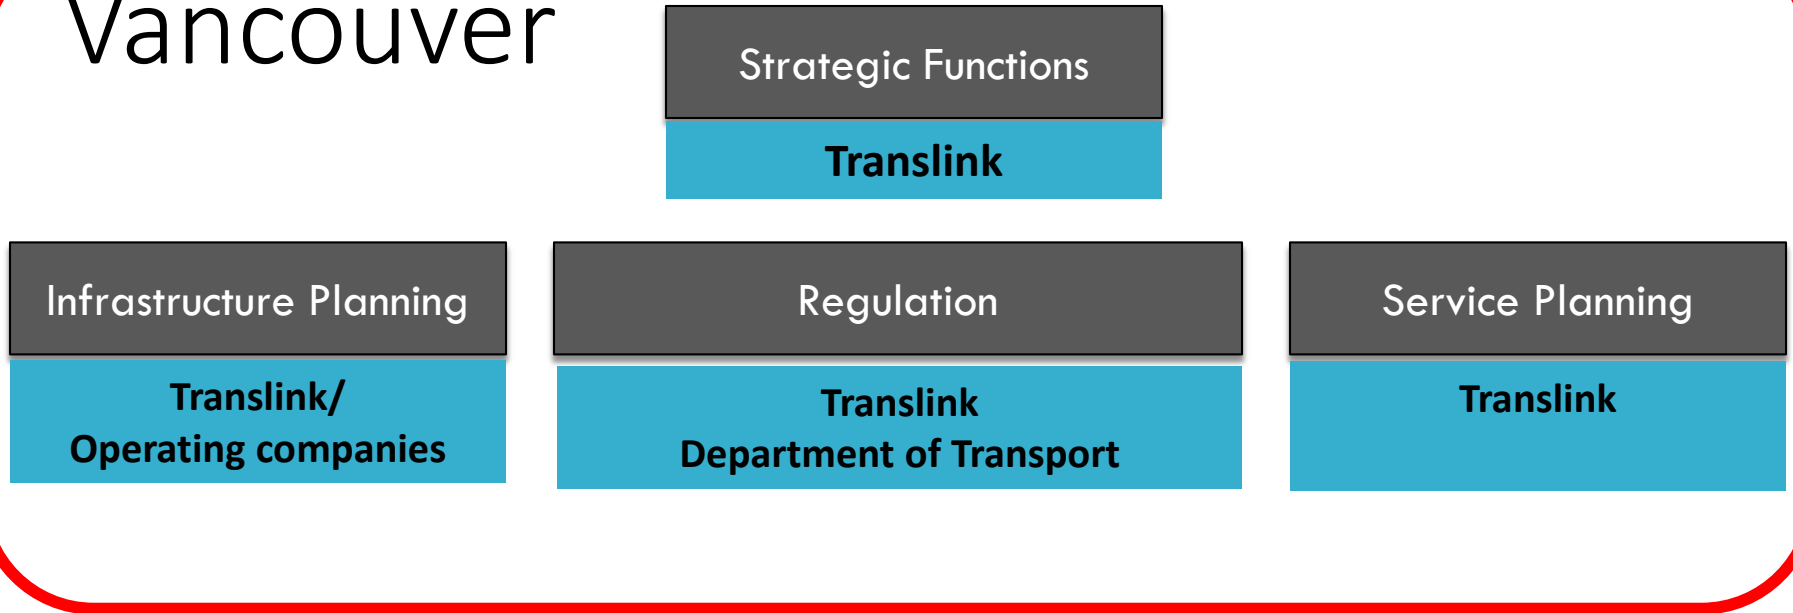 Vancouver
Strategic Functions
Translink
Infrastructure Planning
Translink/
Operating companies
Regulation
Translink
Department of Transport
Service Planning
Translink